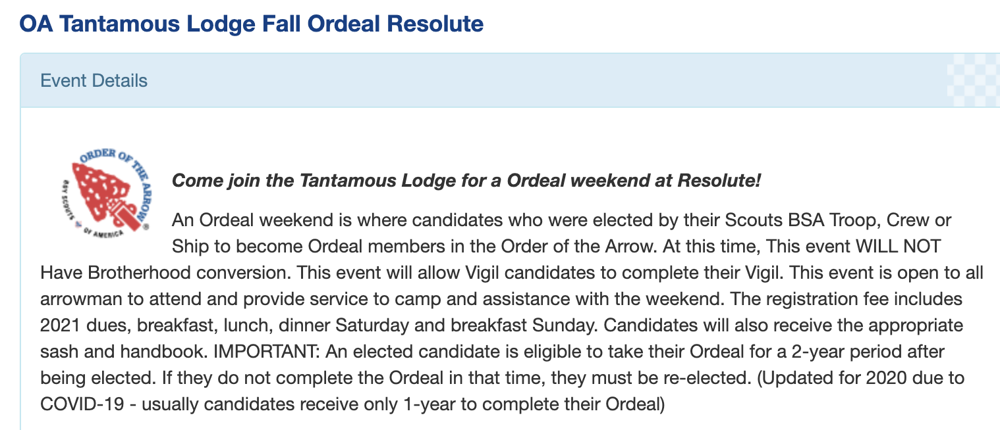 OA Tantamous Lodge Fall Ordeal Resolute
Event Details
ORDER OF THE ARROW
BOY SCOUTS OF AMERICA
®
Come join the Tantamous Lodge for a Ordeal weekend at Resolute!
An Ordeal weekend is where candidates who were elected by their Scouts BSA Troop, Crew or
Ship to become Ordeal members in the Order of the Arrow. At this time, This event WILL NOT
Have Brotherhood conversion. This event will allow Vigil candidates to complete their Vigil. This event is open to all
arrowman to attend and provide service to camp and assistance with the weekend. The registration fee includes
2021 dues, breakfast, lunch, dinner Saturday and breakfast Sunday. Candidates will also receive the appropriate
sash and handbook. IMPORTANT: An elected candidate is eligible to take their Ordeal for a 2-year period after
being elected. If they do not complete the Ordeal in that time, they must be re-elected. (Updated for 2020 due to
COVID-19 - usually candidates receive only 1-year to complete their Ordeal)